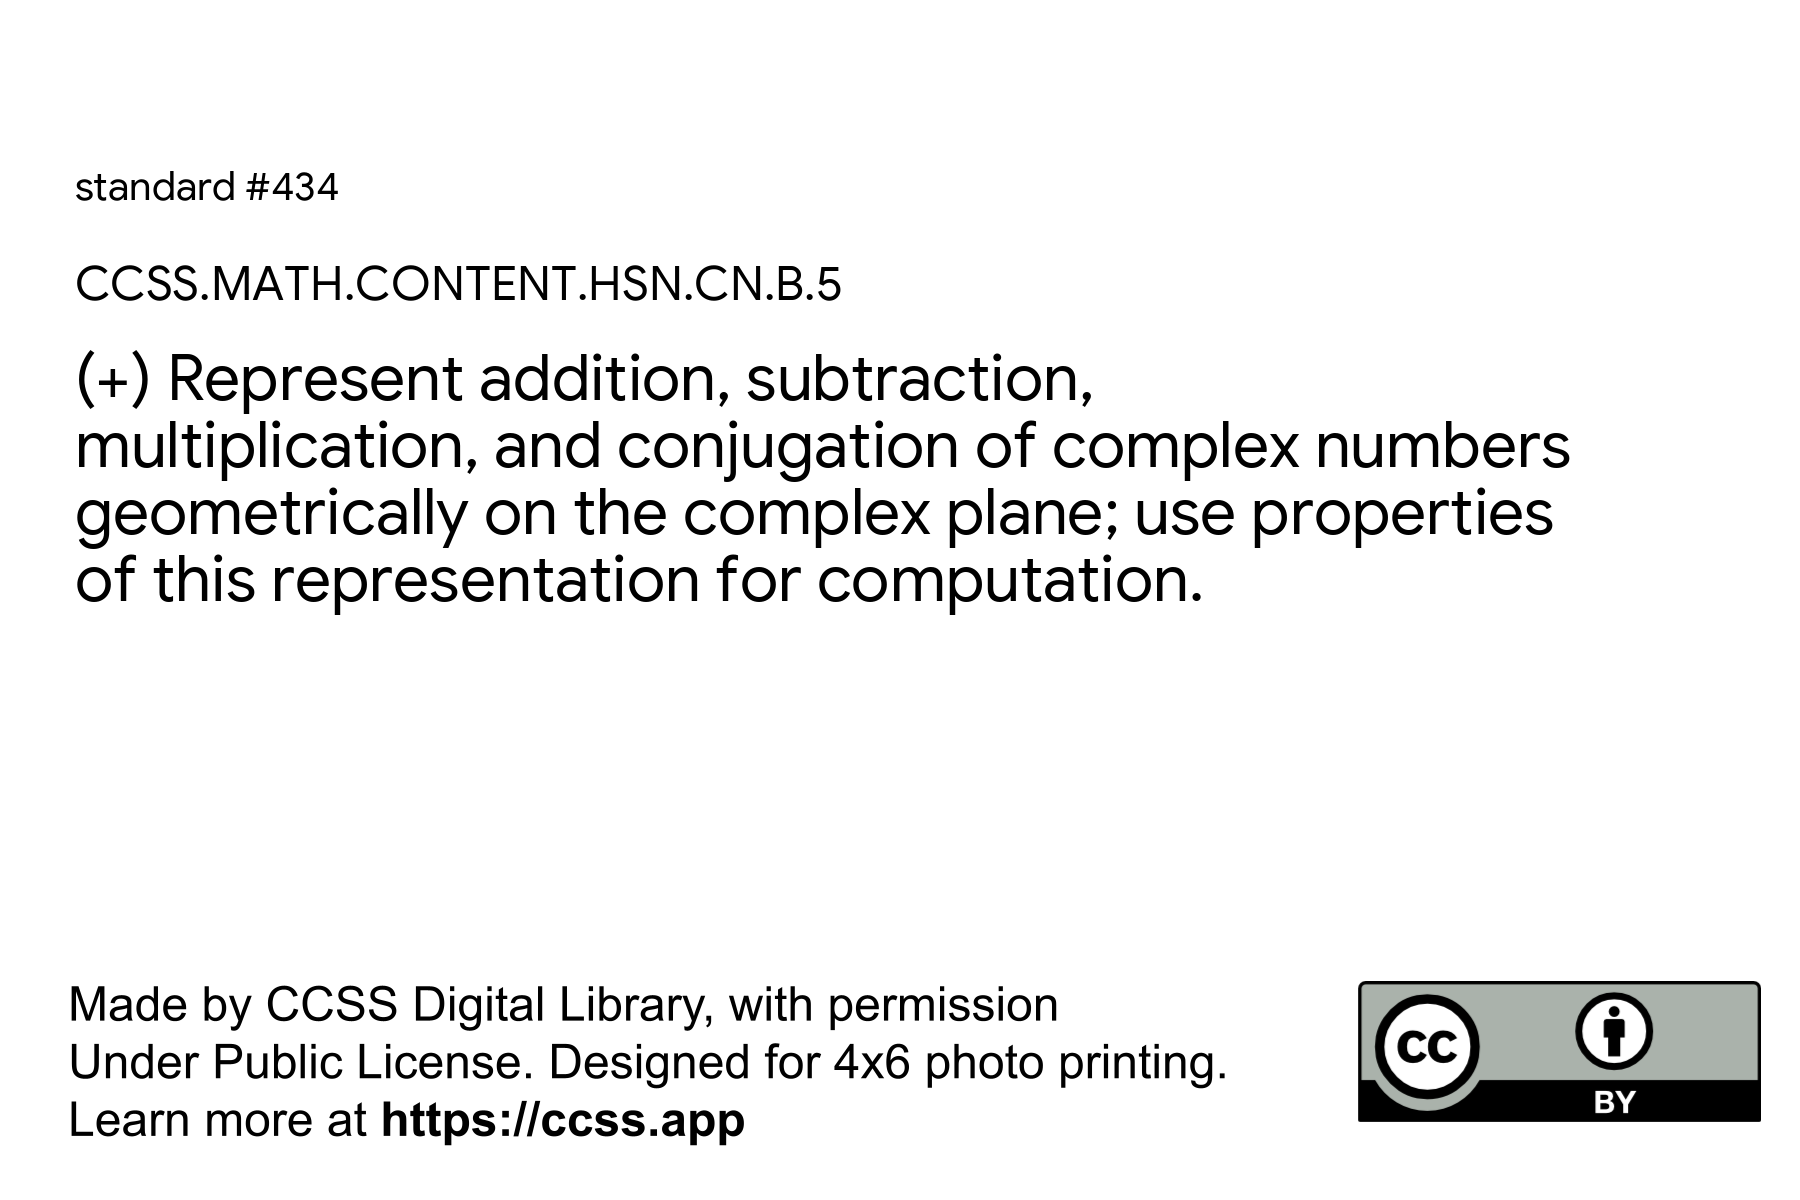 standard #434
CCSS.MATH.CONTENT.HSN.CN.B.5
(+) Represent addition, subtraction,
multiplication, and conjugation of complex numbers
geometrically on the complex plane; use properties
of this representation for computation.
Made by CCSS Digital Library, with permission
Under Public License. Designed for 4x6 photo printing.
Learn more at https://ccss.app
cc
BY